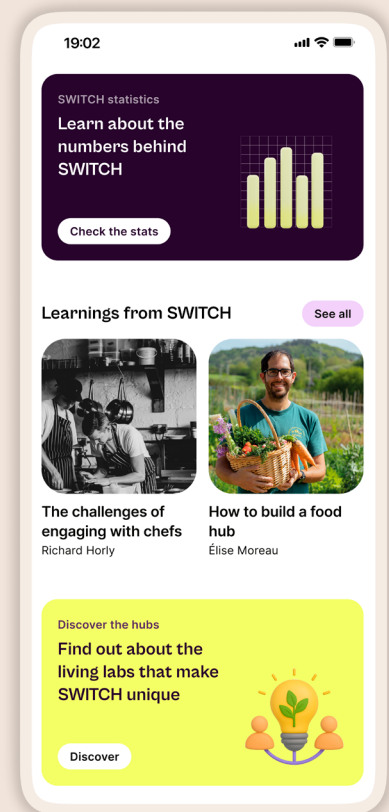 19:02
SWITCH statistics
Learn about the
numbers behind
SWITCH
Check the stats
Learnings from SWITCH
See all
The challenges of
engaging with chefs
Richard Horly
How to build a food
hub
Élise Moreau
Discover the hubs
Find out about the
living labs that make
SWITCH unique
Discover